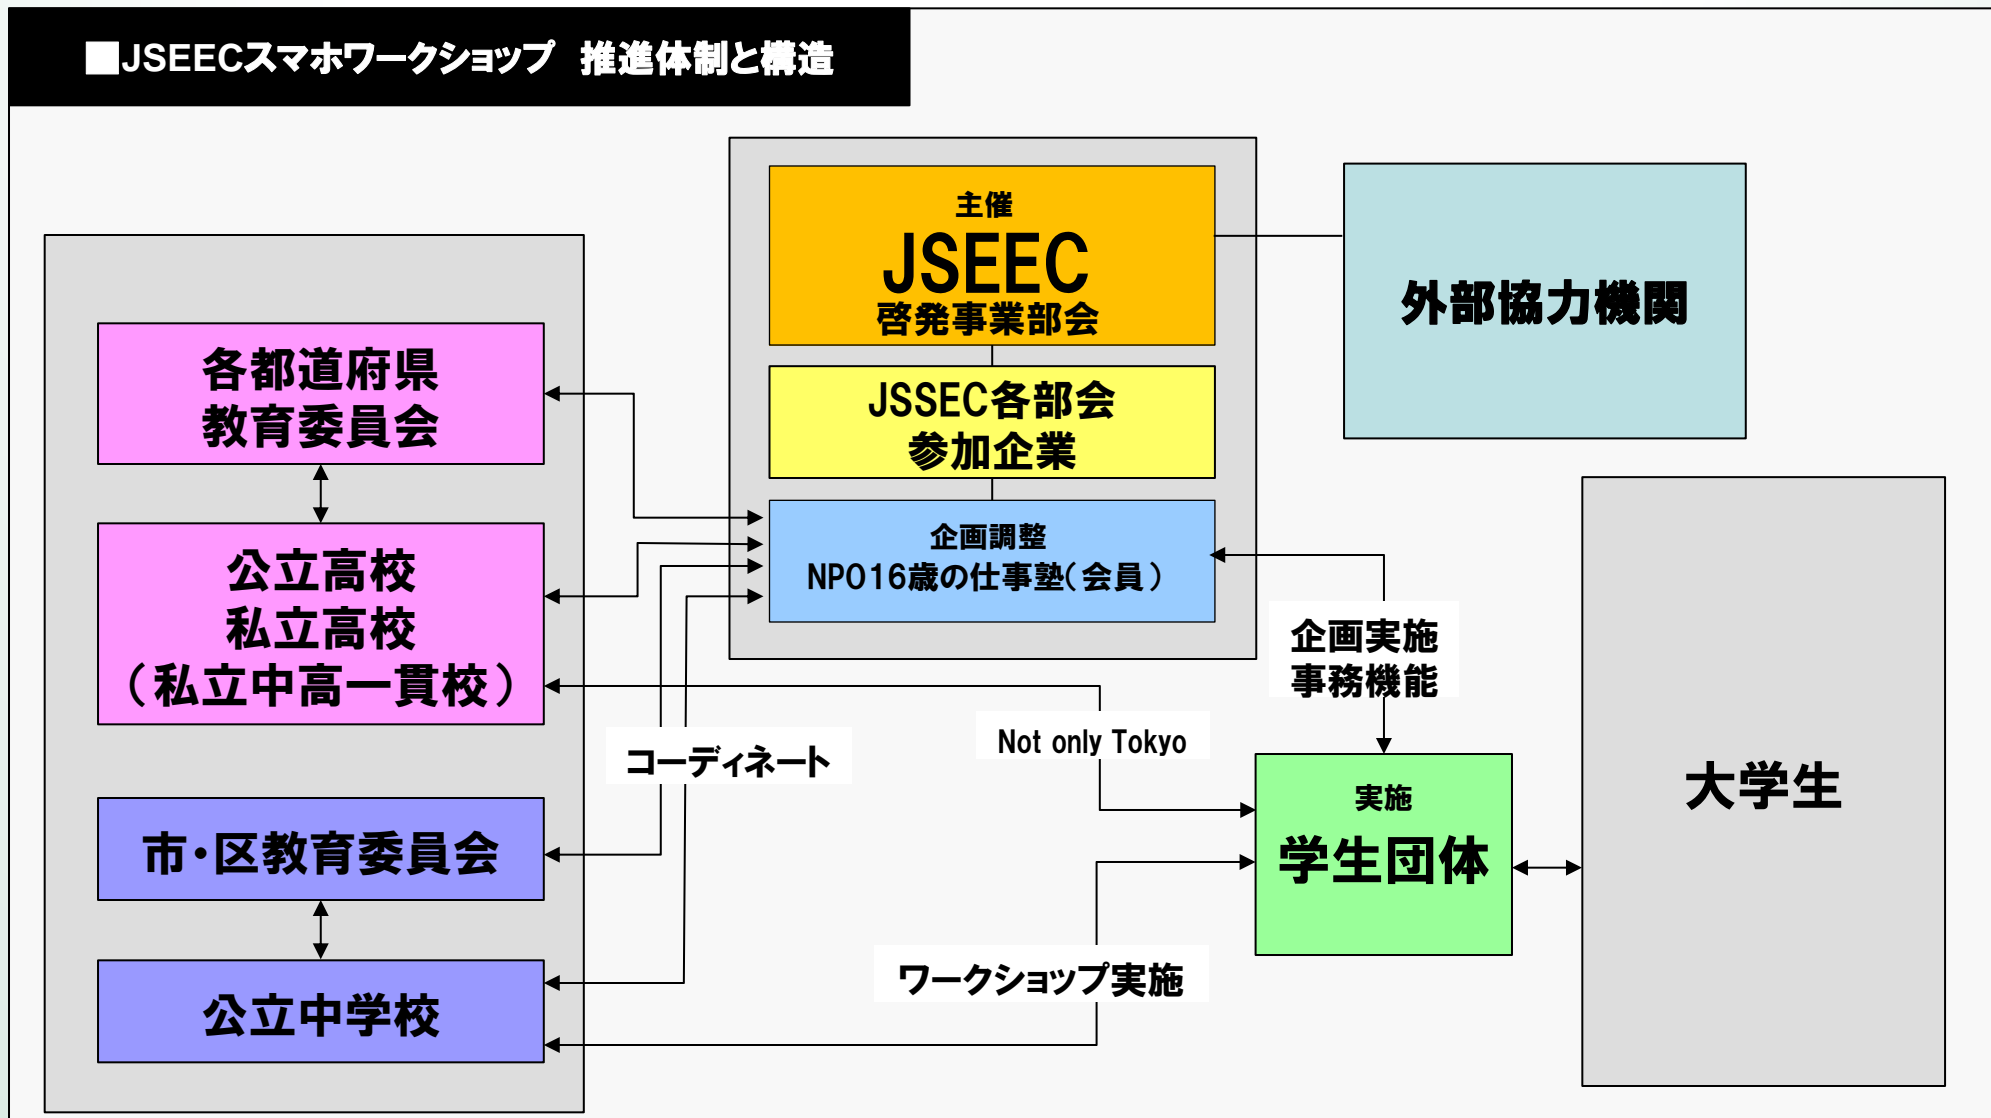 ■JSEECスマホワークショップ　推進体制と構造
主催
JSEEC
啓発事業部会
JSSEC各部会
参加企業
企画調整
NPO16歳の仕事塾（会員）
外部協力機関
各都道府県
教育委員会
公立高校
私立高校
（私立中高一貫校）
市・区教育委員会
公立中学校
コーディネート
Not only Tokyo
ワークショップ実施
企画実施
事務機能
実施
学生団体
大学生